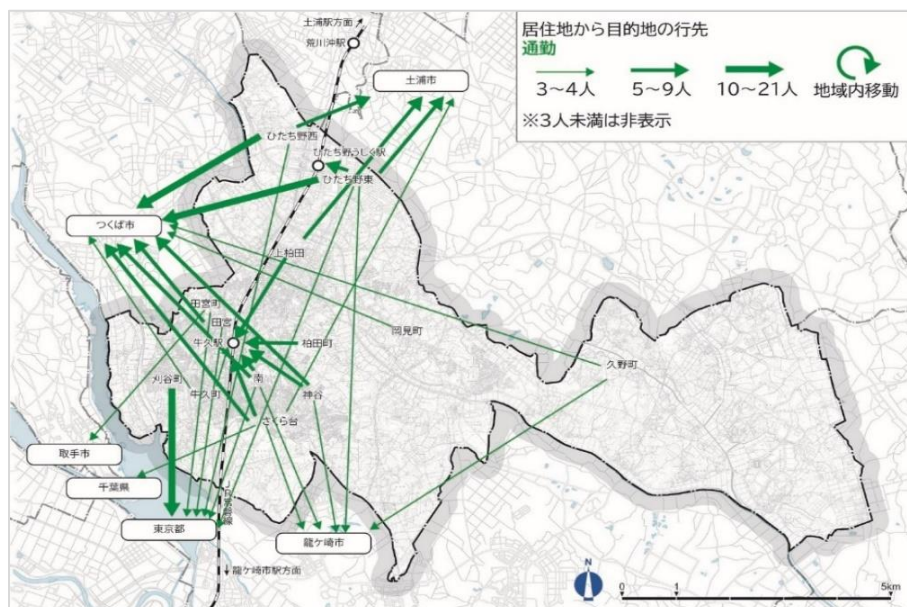 土浦駅方面
荒川沖駅
居住地から目的地の行先
通勤
3～4人
5～9人
10～21人
地域内移動
※3人未満は非表示
土浦市
ひたち野西
ひたち野うしく駅
ひたち野東
つくば市
上柏田
田宮町
田宮
岡見町
牛久駅
柏田町
久野町
刈谷町
南
牛久町
神谷
さくら台
取手市
千葉県
JR常磐線
東京都
龍ケ崎市
龍ケ崎市駅方面
N
0
1
5km